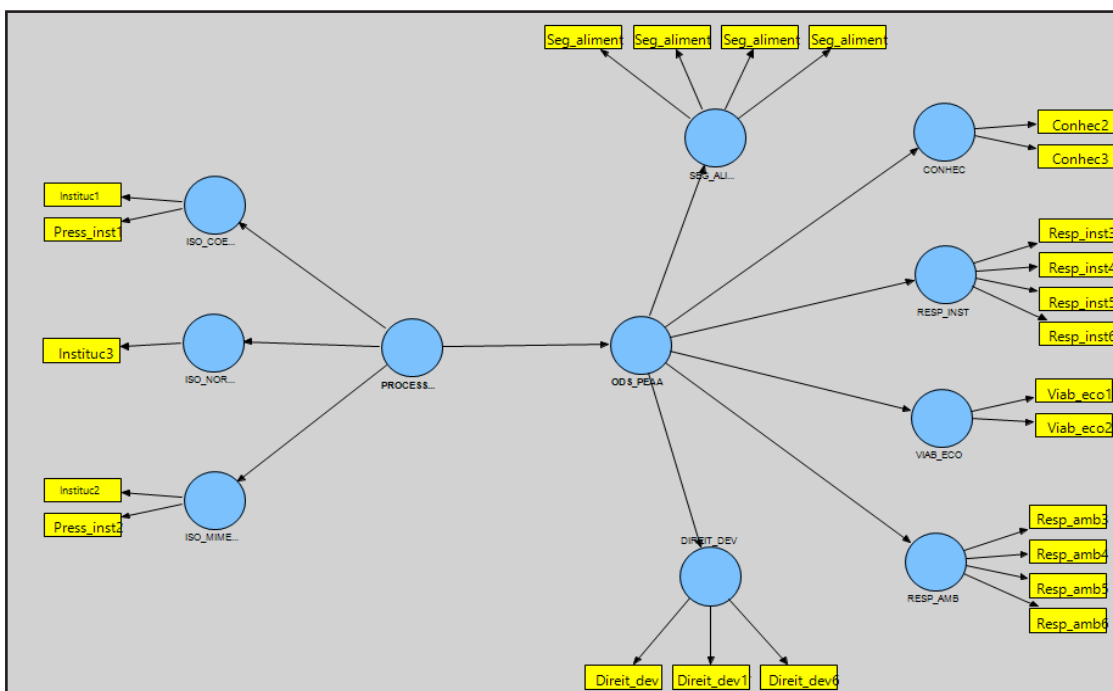 Seg_aliment
Seg_aliment
Seg_aliment
Seg_aliment
SEG_ALI...
Conhec2
Conhec3
CONHEC
Instituc1
Press_inst1
ISO_COE...
Resp_inst3
Resp_inst4
Resp_inst5
Resp_inst6
RESP_INST
Instituc3
ISO_NOR...
PROCESS...
ODS_PEAA
Viab_eco1
Viab_eco2
VIAB_ECO
Instituc2
Press_inst2
ISO_MIME...
DIREIT_DEV
Resp_amb3
Resp_amb4
Resp_amb5
Resp_amb6
RESP_AMB
Direit_dev
Direit_dev1
Direit_dev6